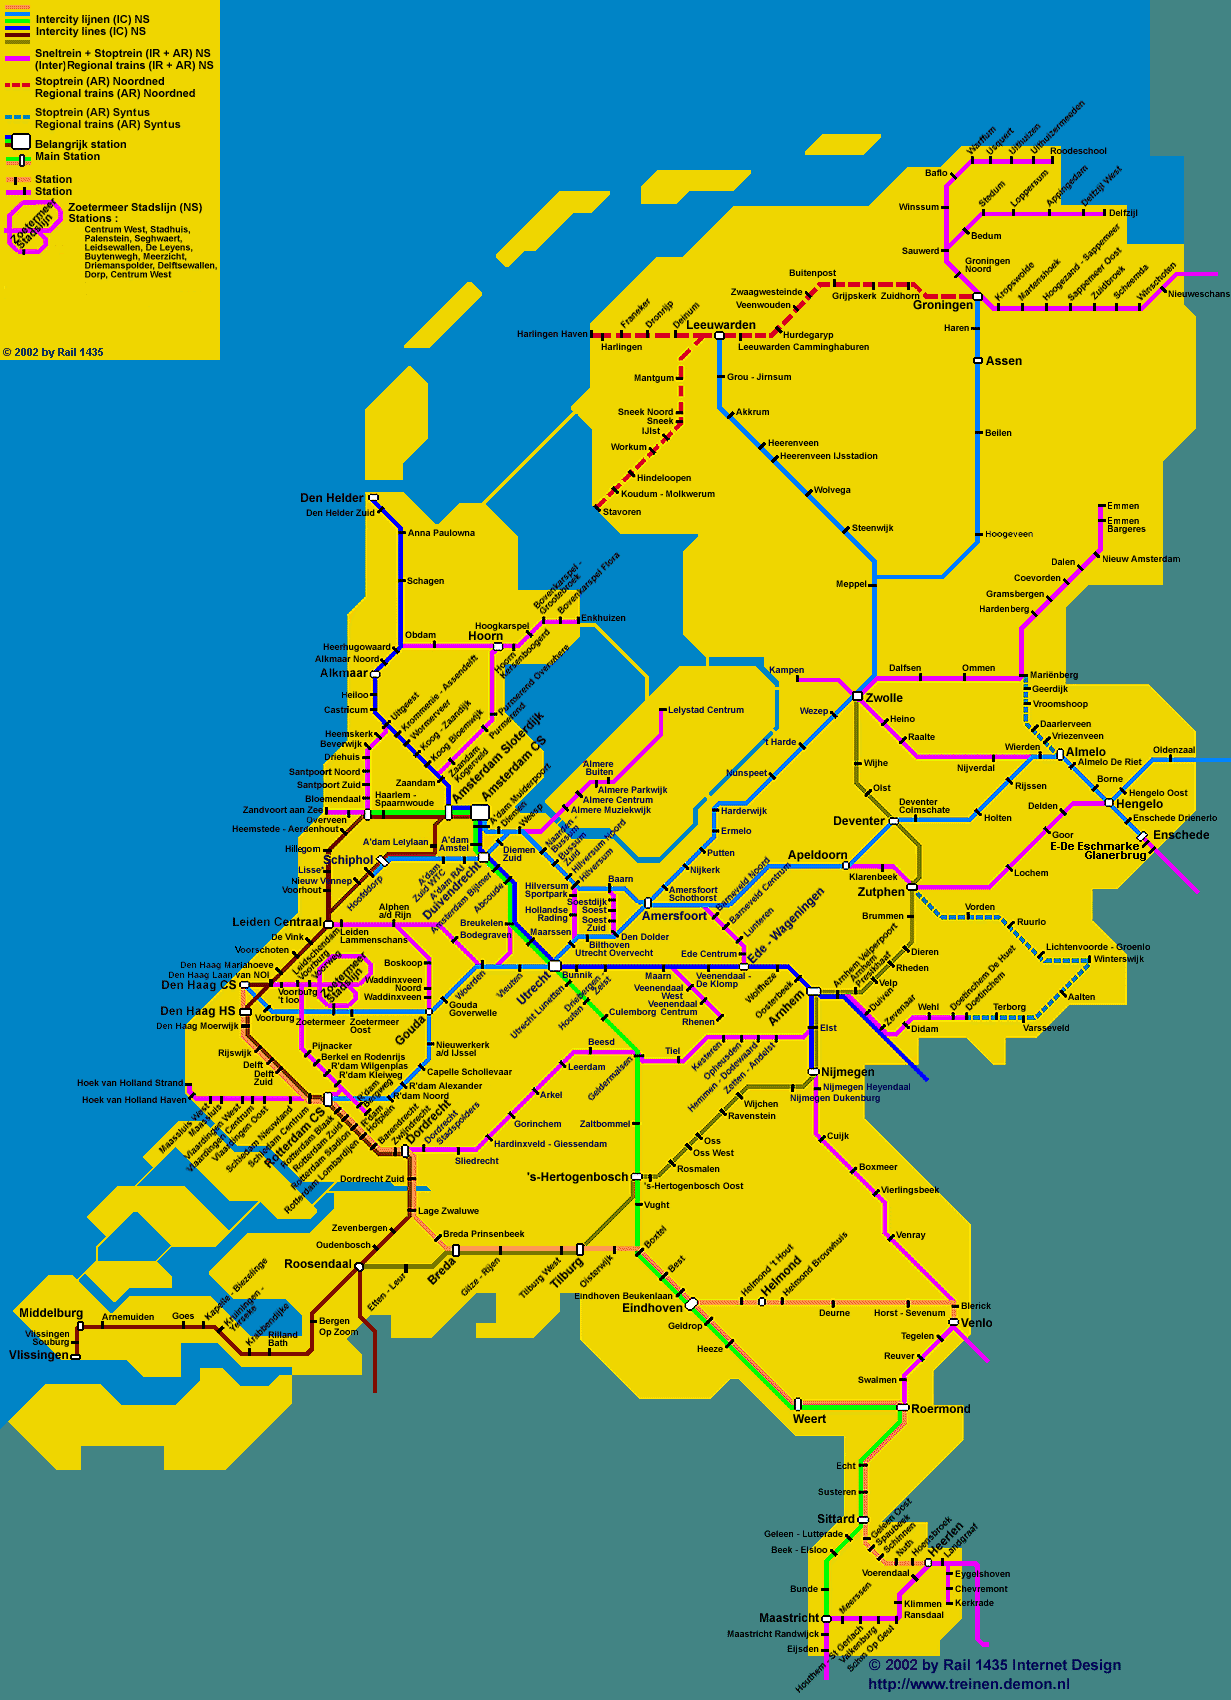 Intercity lijnen (IC) NS
Intercity lines (IC) NS
Sneltrein + Stoptrein (IR + AR) NS
(Inter)Regional trains (IR + AR) NS
Stoptrein (AR) Noordned
Regional trains (AR) Noordned
Stoptrein (AR) Syntus
Regional trains (AR) Syntus
Belangrijk station
Main Station
Station
Station
Zoetermeer Stadslijn
Zoetermeer Stadslijn (NS)
Stations :
Centrum West, Stadhuis,
Palenstein, Seghwaert,
Leidsewallen, De Leyens,
Buytenwegh, Meerzicht,
Driemanspolder, Delftsewallen,
Dorp, Centrum West
© 2002 by Rail 1435
Warffum
Usquert
Uithuizen
Uithuizermeeden
Roodeschool
Baflo
Winssum
Stedum
Loppersum
Appingedam
Delfzijl West
Delfzijl
Bedum
Sauwerd
Groningen
Noord
Groningen
Kropswolde
Martenshoek
Hoogezand - Sappemeer
Sappemeer Oost
Zuidbroek
Scheemda
Winschoten
Nieuweschans
Buitenpost
Zwaagwesteinde
Veenwouden
Grijpskerk
Zuidhorn
Hurdegaryp
Leeuwarden Camminghaburen
Leeuwarden
Harlingen Haven
Harlingen
Franeker
Dronrijp
Deinum
Mantgum
Sneek Noord
Sneek
IJlst
Workum
Hindeloopen
Koudum - Molkwerum
Stavoren
Grou - Jirnsum
Akkrum
Heerenveen
Heerenveen IJsstadion
Wolvega
Steenwijk
Meppel
Haren
Assen
Beilen
Hoogeveen
Emmen
Emmen
Bargeres
Nieuw Amsterdam
Dalen
Coevorden
Gramsbergen
Hardenberg
Mariënberg
Ommen
Dalfsen
Geerdijk
Vroomshoop
Daarlerveen
Vriezenveen
Zwolle
Kampen
Wezep
't Harde
Nunspeet
Harderwijk
Ermelo
Putten
Nijkerk
Amersfoort
Schothorst
Amersfoort
Heino
Raalte
Nijverdal
Wierden
Almelo
Almelo De Riet
Borne
Hengelo
Hengelo Oost
Oldenzaal
Enschede Drienerlo
Enschede
E-De Eschmarke
Glanerbrug
Delden
Goor
Lochem
Rijssen
Holten
Deventer
Colmschate
Deventer
Wijhe
Olst
Apeldoorn
Klarenbeek
Zutphen
Vorden
Ruurlo
Lichtenvoorde - Groenlo
Winterswijk
Aalten
Varsseveld
Terborg
Doetinchem
Doetinchem De Huet
Wehl
Didam
Zevenaar
Duiven
Brummen
Dieren
Rheden
Velp
Arnhem Velperpoort
Arnhem
Presikhaaf
Arnhem
Oosterbeek
Wolfheze
Ede - Wageningen
Ede Centrum
Lunteren
Barneveld Centrum
Barneveld Noord
Veenendaal -
De Klomp
Veenendaal
West
Veenendaal
Centrum
Rhenen
Maarn
Driebergen -
Zeist
Bunnik
Den Helder
Den Helder Zuid
Anna Paulowna
Schagen
Heerhugowaard
Alkmaar Noord
Alkmaar
Heiloo
Castricum
Uitgeest
Krommenie - Assendelft
Wormerveer
Koog - Zaandijk
Koog Bloemwijk
Zaandam
Zaandam
Kogerveld
Purmerend
Purmerend Overwhere
Obdam
Hoorn
Hoorn
Kersenboogerd
Hoogkarspel
Bovenkarspel -
Grootebroek
Bovenkarspel Flora
Enkhuizen
Heemskerk
Beverwijk
Driehuis
Santpoort Noord
Santpoort Zuid
Bloemendaal
Zandvoort aan Zee
Overveen
Haarlem -
Spaarnwoude
Heemstede - Aerdenhout
Hillegom
Lisse
Nieuw Vennep
Voorhout
Hoofddorp
Schiphol
A'dam Lelylaan
Amsterdam Sloterdijk
Amsterdam CS
A'dam Muiderpoort
A'dam
Amstel
A'dam
Zuid WTC
A'dam RAI
Duivendrecht
Diemen
Diemen
Zuid
Weesp
Almere Muziekwijk
Almere Centrum
Almere Parkwijk
Almere
Buiten
Lelystad Centrum
Naarden -
Bussum
Bussum
Zuid
Hilversum Noord
Hilversum
Hilversum
Sportpark
Hollandse
Rading
Baarn
Soestdijk
Soest
Soest
Zuid
Den Dolder
Bilthoven
Utrecht Overvecht
Amsterdam Bijlmer
Abcoude
Breukelen
Maarssen
Utrecht
Vleuten
Woerden
Bodegraven
Alphen
a/d Rijn
Leiden
Lammenschans
Leiden Centraal
De Vink
Voorschoten
Den Haag Mariahoeve
Den Haag Laan van NOI
Den Haag CS
Den Haag HS
Den Haag Moerwijk
Leidschendam
Voorburg
Voorburg
't loo
Voorburg
Zoetermeer
Stadslijn
Zoetermeer
Zoetermeer
Oost
Boskoop
Waddinxveen
Noord
Waddinxveen
Gouda
Gouda
Goverwelle
Nieuwerkerk
a/d IJssel
Capelle Schollevaar
R'dam Alexander
R'dam Noord
Pijnacker
Berkel en Rodenrijs
R'dam Wilgenplas
R'dam Kleiweg
R'dam
Bergweg
R'dam
Hofplein
Rijswijk
Delft
Delft
Zuid
Hoek van Holland Strand
Hoek van Holland Haven
Maassluis West
Maassluis
Vlaardingen West
Vlaardingen Centrum
Vlaardingen Oost
Schiedam Nieuwland
Schiedam Centrum
Rotterdam CS
Rotterdam Blaak
Rotterdam Zuid
Rotterdam Stadion
Rotterdam Lombardijen
Barendrecht
Zwijndrecht
Dordrecht
Dordrecht
Stadspolders
Sliedrecht
Hardinxveld - Giessendam
Gorinchem
Arkel
Leerdam
Beesd
Geldermalsen
Tiel
Kesteren
Opheusden
Hemmen - Dodewaard
Zetten - Andelst
Elst
Utrecht Lunetten
Houten
Culemborg
Zaltbommel
Nijmegen
Nijmegen Heyendaal
Nijmegen Dukenburg
Wijchen
Ravenstein
Oss
Oss West
Rosmalen
's-Hertogenbosch Oost
's-Hertogenbosch
Vught
Cuijk
Boxmeer
Vierlingsbeek
Venray
Blerick
Venlo
Tegelen
Reuver
Swalmen
Roermond
Dordrecht Zuid
Lage Zwaluwe
Zevenbergen
Oudenbosch
Roosendaal
Breda Prinsenbeek
Breda
Etten - Leur
Gilze - Rijen
Tilburg West
Tilburg
Oisterwijk
Boxtel
Best
Eindhoven Beukenlaan
Eindhoven
Helmond 't Hout
Helmond
Helmond Brouwhuis
Deurne
Horst - Sevenum
Geldrop
Heeze
Weert
Middelburg
Arnemuiden
Goes
Kapelle - Biezelinge
Kruiningen -
Yerseke
Krabbendijke
Rilland
Bath
Bergen
Op Zoom
Vlissingen
Souburg
Vlissingen
Echt
Susteren
Sittard
Geleen - Lutterade
Beek - Elsloo
Bunde
Maastricht
Maastricht Randwijck
Eijsden
Geleen Oost
Spaubeek
Schinnen
Nuth
Hoensbroek
Heerlen
Landgraaf
Eygelshoven
Chevremont
Kerkrade
Voerendaal
Klimmen
Ransdaal
Meerssen
Houthem - St Gerlach
Valkenburg
Schin Op Geul
© 2002 by Rail 1435 Internet Design
http://www.treinen.demon.nl